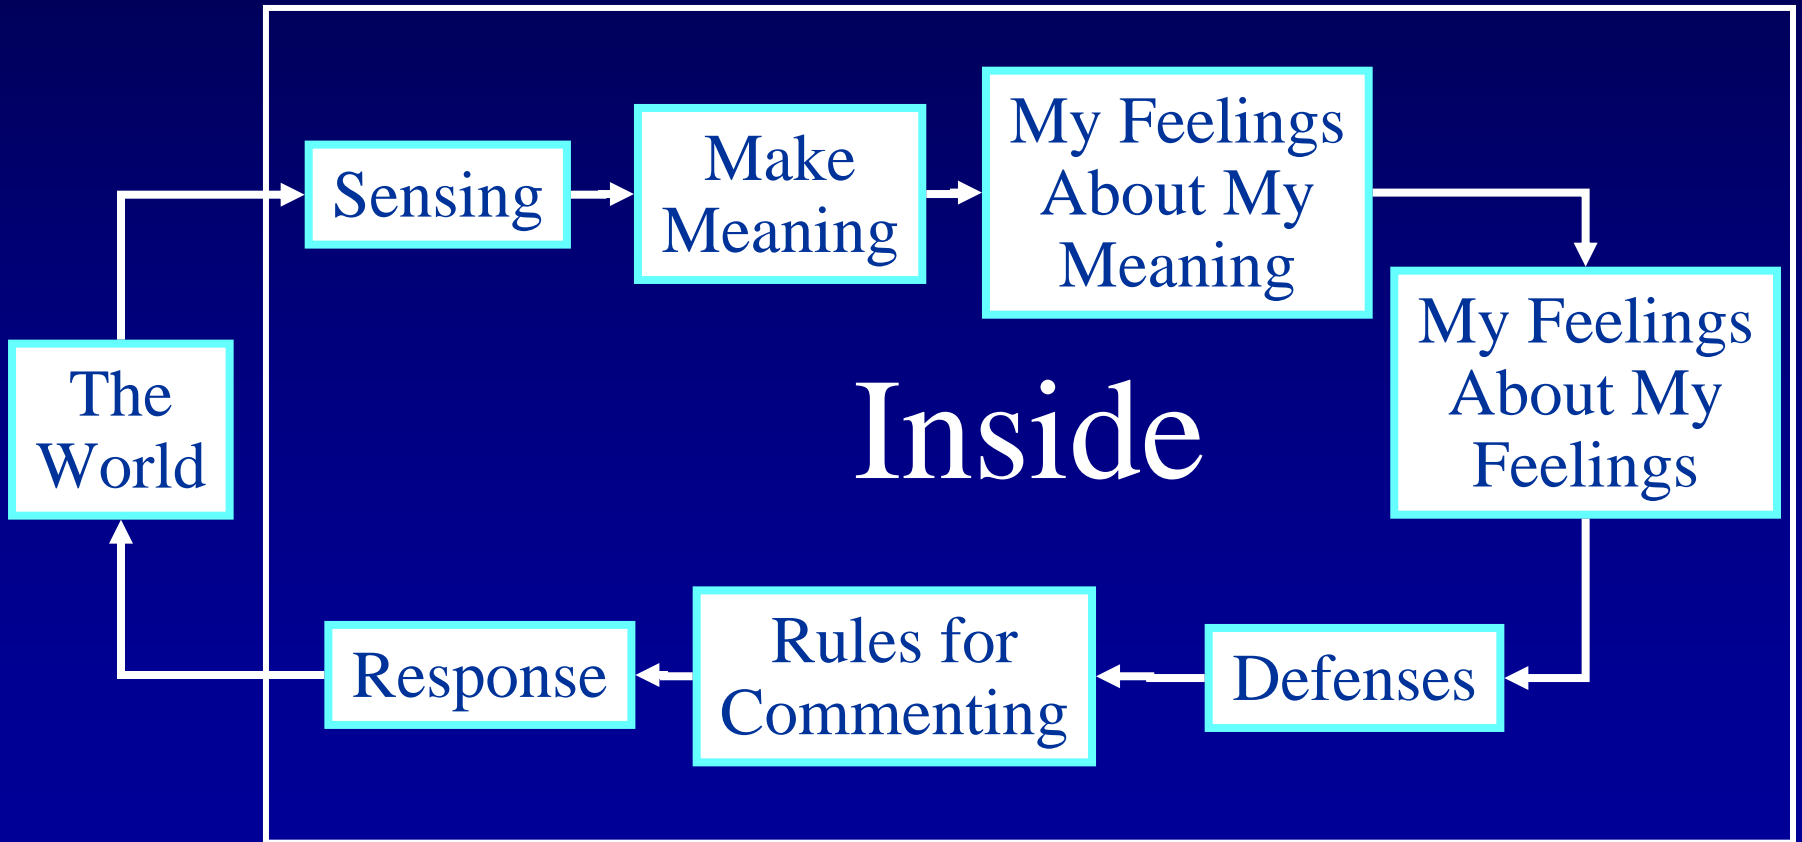 The
World
Sensing
Make
Meaning
My Feelings
About My
Meaning
My Feelings
About My
Feelings
Inside
Defenses
Rules for
Commenting
Response